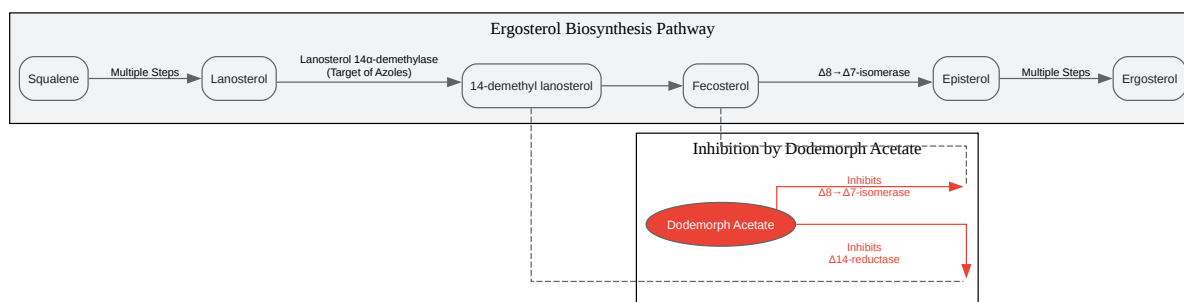 Ergosterol Biosynthesis Pathway
Squalene
Multiple Steps
Lanosterol
Lanosterol 14α-demethylase
(Target of Azoles)
14-demethyl lanosterol
Fecosterol
Δ8→Δ7-isomerase
Episterol
Multiple Steps
Ergosterol
Inhibition by Dodemorph Acetate
Inhibits
Δ8→Δ7-isomerase
Dodemorph Acetate
Inhibits
Δ14-reductase